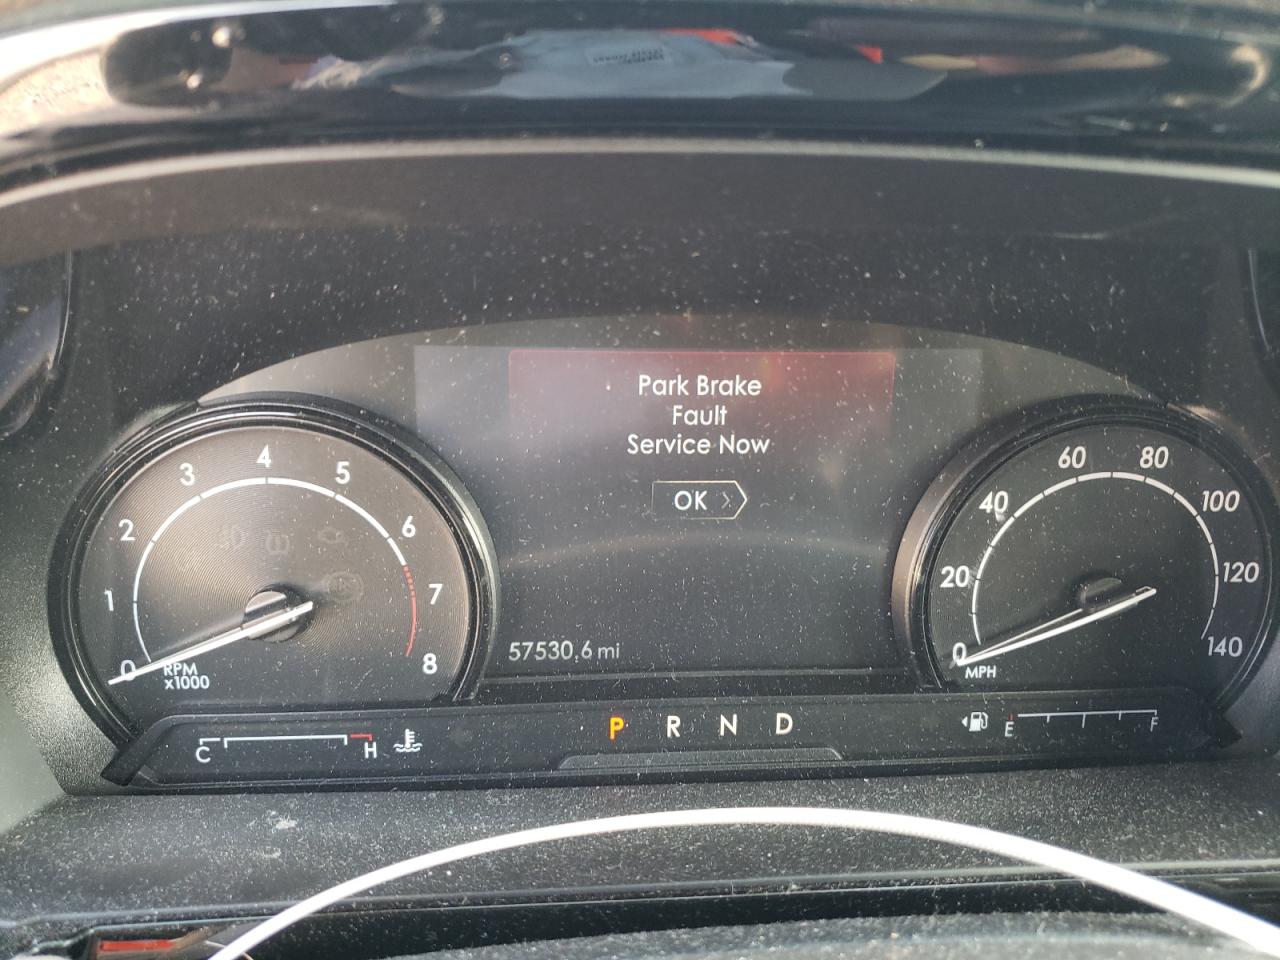 Park Brake
Fault
Service Now
OK
0 1 2 3 4 5 6 7 8
RPM
x1000
0 20 40 60 80 100 120 140
MPH
57530.6 mi
C H
P R N D
E F